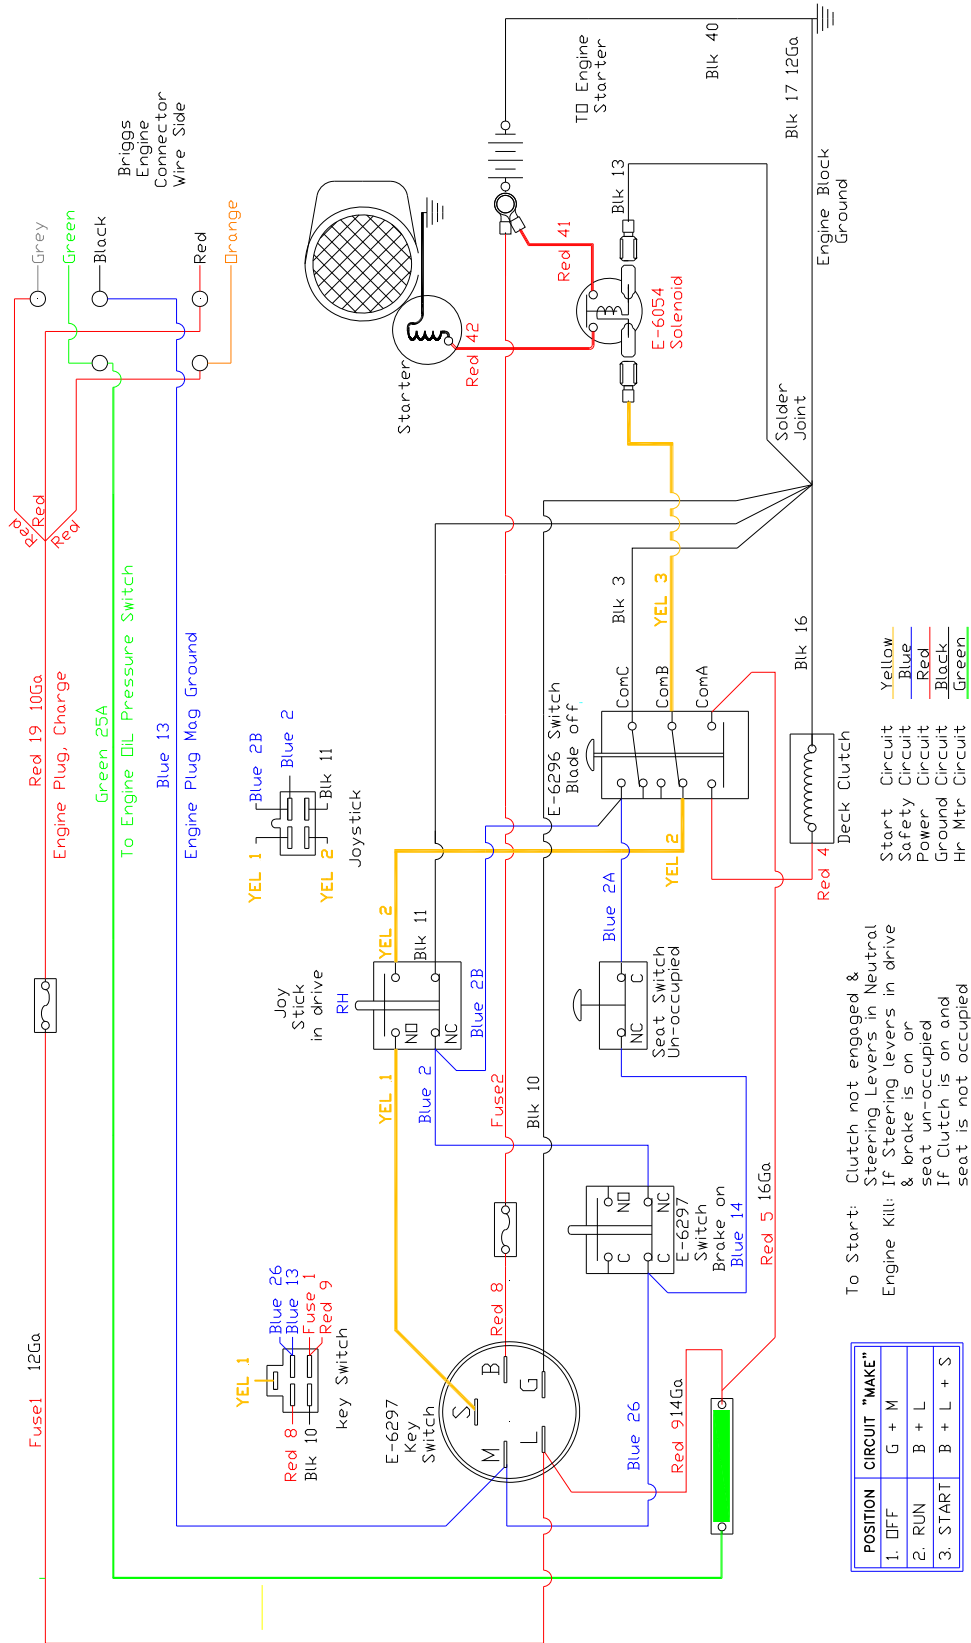 Briggs
Engine
Connector
Wire Side
Grey
Green
Black
Red
Orange
Red
Red
Red
Red 19 10Ga
Engine Plug, Charge
Green 25A
To Engine Oil Pressure Switch
Blue 13
Engine Plug Mag Ground
Fuse1
12Ga
YEL 1
Blue 2B
Blue 2
Blk 11
YEL 2
Joystick
YEL 1
Blue 26
Blue 13
Fuse 1
Red 9
Red 8
Blk 10
key Switch
Starter
Red 42
Red 41
TO Engine
Starter
Blk 40
Blk 17 12Ga
Blk 13
E-6054
Solenoid
Engine Block
Ground
Solder
Joint
Joy
Stick
in drive
RH
NO
NC
YEL 2
Blk 11
YEL 1
Blue 2
Blue 2B
Fuse2
Blk 10
Red 8
E-6297
Key
Switch
S
B
G
M
L
E-6296 Switch
Blade off
ComC
ComB
ComA
Blk 3
YEL 3
Blk 16
YEL 2
Blue 2A
Deck Clutch
Red 4
Seat Switch
Un-occupied
C
NC
NO
NC
C
C
E-6297
Switch
Brake on
Blue 14
Red 5 16Ga
Blue 26
Red 914Ga
Start Circuit Yellow
Safety Circuit Blue
Power Circuit Red
Ground Circuit Black
Hr Mtr Circuit Green
To Start: Clutch not engaged &
Steering Levers in Neutral
Engine Kill: If Steering levers in drive
& brake is on or
seat un-occupied
If Clutch is on and
seat is not occupied
POSITION CIRCUIT "MAKE"
1. OFF G + M
2. RUN B + L
3. START B + L + S